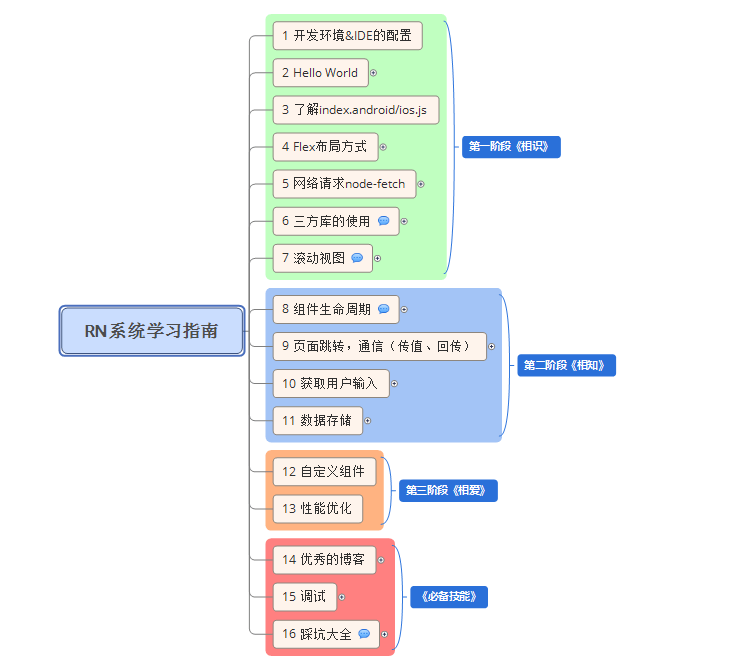 RN系统学习指南
1 开发环境&IDE的配置
2 Hello World
3 了解index.android/ios.js
4 Flex布局方式
5 网络请求node-fetch
6 三方库的使用
7 滚动视图
第一阶段《相识》
8 组件生命周期
9 页面跳转，通信（传值、回传）
10 获取用户输入
11 数据存储
第二阶段《相知》
12 自定义组件
13 性能优化
第三阶段《相爱》
14 优秀的博客
15 调试
16 踩坑大全
《必备技能》